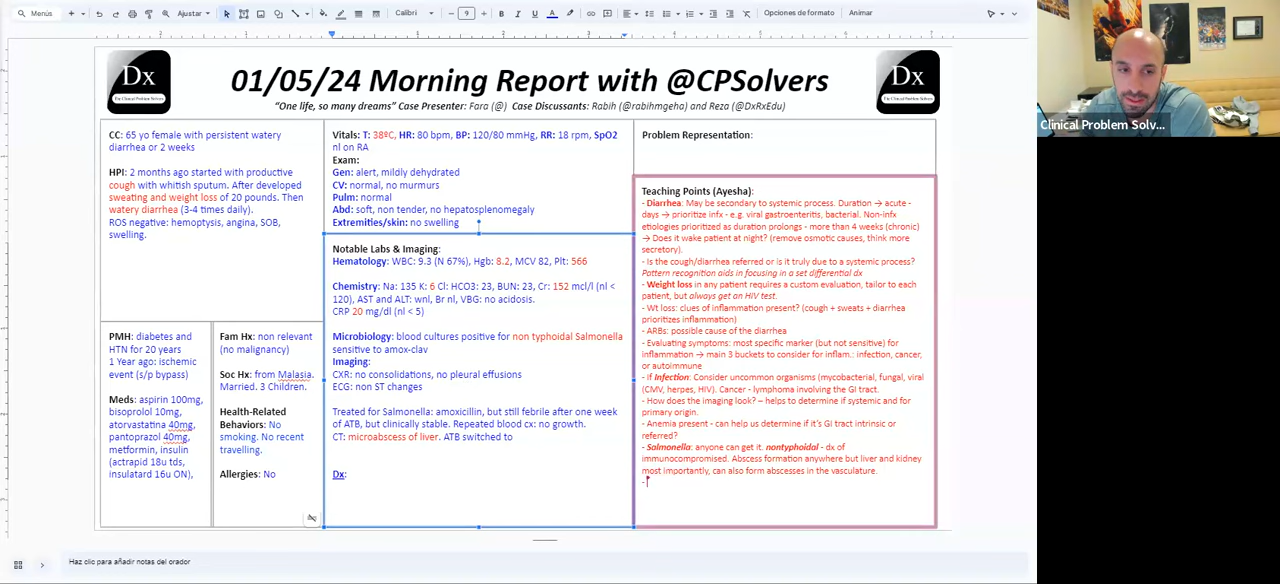 Menús
Ajustar
Calibri
9
Opciones de formato
Animar
Dx
The Clinical Problem Solvers
01/05/24 Morning Report with @CPSolvers
"One life, so many dreams" Case Presenter: Fara (@) Case Discussants: Rabih (@rabihmgeha) and Reza (@DxRxEdu)
Dx
The Clinical Problem Solvers
CC: 65 yo female with persistent watery
diarrhea or 2 weeks
HPI: 2 months ago started with productive
cough with whitish sputum. After developed
sweating and weight loss of 20 pounds. Then
watery diarrhea (3-4 times daily).
ROS negative: hemoptysis, angina, SOB,
swelling.
PMH: diabetes and
HTN for 20 years
1 Year ago: ischemic
event (s/p bypass)
Meds: aspirin 100mg,
bisoprolol 10mg,
atorvastatina 40mg,
pantoprazol 40mg,
metformin, insulin
(actrapid 18u tds,
insulatard 16u ON),
Fam Hx: non relevant
(no malignancy)
Soc Hx: from Malasia.
Married. 3 Children.
Health-Related
Behaviors: No
smoking. No recent
travelling.
Allergies: No
Vitals: T: 38ºC, HR: 80 bpm, BP: 120/80 mmHg, RR: 18 rpm, SpO2
nl on RA
Exam:
Gen: alert, mildly dehydrated
CV: normal, no murmurs
Pulm: normal
Abd: soft, non tender, no hepatosplenomegaly
Extremities/skin: no swelling
Notable Labs & Imaging:
Hematology: WBC: 9.3 (N 67%), Hgb: 8.2, MCV 82, Plt: 566
Chemistry: Na: 135 K: 6 Cl: HCO3: 23, BUN: 23, Cr: 152 mcl/l (nl <
120), AST and ALT: wnl, Br nl, VBG: no acidosis.
CRP 20 mg/dl (nl < 5)
Microbiology: blood cultures positive for non typhoidal Salmonella
sensitive to amox-clav
Imaging:
CXR: no consolidations, no pleural effusions
ECG: non ST changes
Treated for Salmonella: amoxicillin, but still febrile after one week
of ATB, but clinically stable. Repeated blood cx: no growth.
CT: microabscess of liver. ATB switched to
Dx:
Problem Representation:
Teaching Points (Ayesha):
- Diarrhea: May be secondary to systemic process. Duration → acute -
days → prioritize infx - e.g. viral gastroenteritis, bacterial. Non-infx
etiologies prioritized as duration prolongs - more than 4 weeks (chronic)
→ Does it wake patient at night? (remove osmotic causes, think more
secretory).
- Is the cough/diarrhea referred or is it truly due to a systemic process?
Pattern recognition aids in focusing in a set differential dx
- Weight loss in any patient requires a custom evaluation, tailor to each
patient, but always get an HIV test.
- Wt loss: clues of inflammation present? (cough + sweats + diarrhea
prioritizes inflammation)
- ARBs: possible cause of the diarrhea
- Evaluating symptoms: most specific marker (but not sensitive) for
inflammation → main 3 buckets to consider for inflam.: infection, cancer,
or autoimmune
- if Infection: Consider uncommon organisms (mycobacterial, fungal, viral
(CMV, herpes, HIV). Cancer - lymphoma involving the GI tract.
- How does the imaging look? – helps to determine if systemic and for
primary origin.
- Anemia present - can help us determine if it's GI tract intrinsic or
referred?
- Salmonella: anyone can get it. nontyphoidal - dx of
immunocompromised. Abscess formation anywhere but liver and kidney
most importantly, can also form abscesses in the vasculature.
-
Haz clic para añadir notas del orador
Clinical Problem Solv...